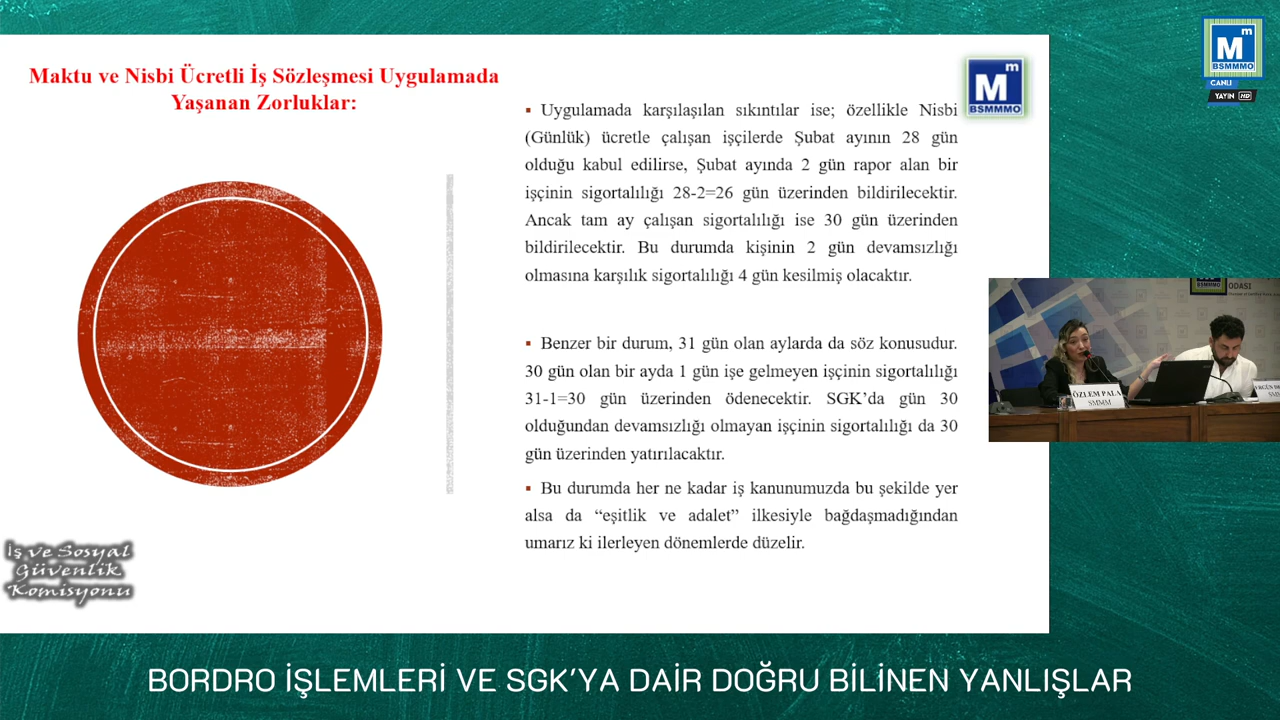 Maktu ve Nisbi Ücretli İş Sözleşmesi Uygulamada
Yaşanan Zorluklar:
▪ Uygulamada karşılaşılan sıkıntılar ise; özellikle Nisbi
(Günlük) ücretle çalışan işçilerde Şubat ayının 28 gün
olduğu kabul edilirse, Şubat ayında 2 gün rapor alan bir
işçinin sigortalılığı 28-2=26 gün üzerinden bildirilecektir.
Ancak tam ay çalışan sigortalılığı ise 30 gün üzerinden
bildirilecektir. Bu durumda kişinin 2 gün devamsızlığı
olmasına karşılık sigortalılığı 4 gün kesilmiş olacaktır.
▪ Benzer bir durum, 31 gün olan aylarda da söz konusudur.
30 gün olan bir ayda 1 gün işe gelmeyen işçinin sigortalılığı
31-1=30 gün üzerinden ödenecektir. SGK’da gün 30
olduğundan devamsızlığı olmayan işçinin sigortalılığı da 30
gün üzerinden yatırılacaktır.
▪ Bu durumda her ne kadar iş kanunumuzda bu şekilde yer
alsa da “eşitlik ve adalet” ilkesiyle bağdaşmadığından
umarız ki ilerleyen dönemlerde düzelir.
Mm
BSMMMO
Mm
BSMMMO
CANLI
YAYIN HD
ODASI
ÖZLEM PALA
SMMM
İş ve Sosyal
Güvenlik
Komisyonu
BORDRO İŞLEMLERİ VE SGK'YA DAİR DOĞRU BİLİNEN YANLIŞLAR